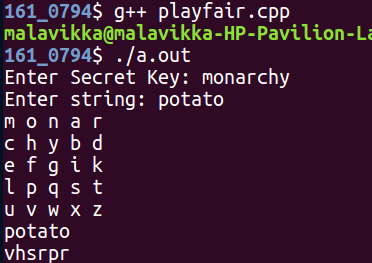 161_0794$ g++ playfair.cpp
malavikka@malavikka-HP-Pavilion-La
161_0794$ ./a.out
Enter Secret Key: monarchy
Enter string: potato
m o n a r
c h y b d
e f g i k
l p q s t
u v w x z
potato
vhsrpr